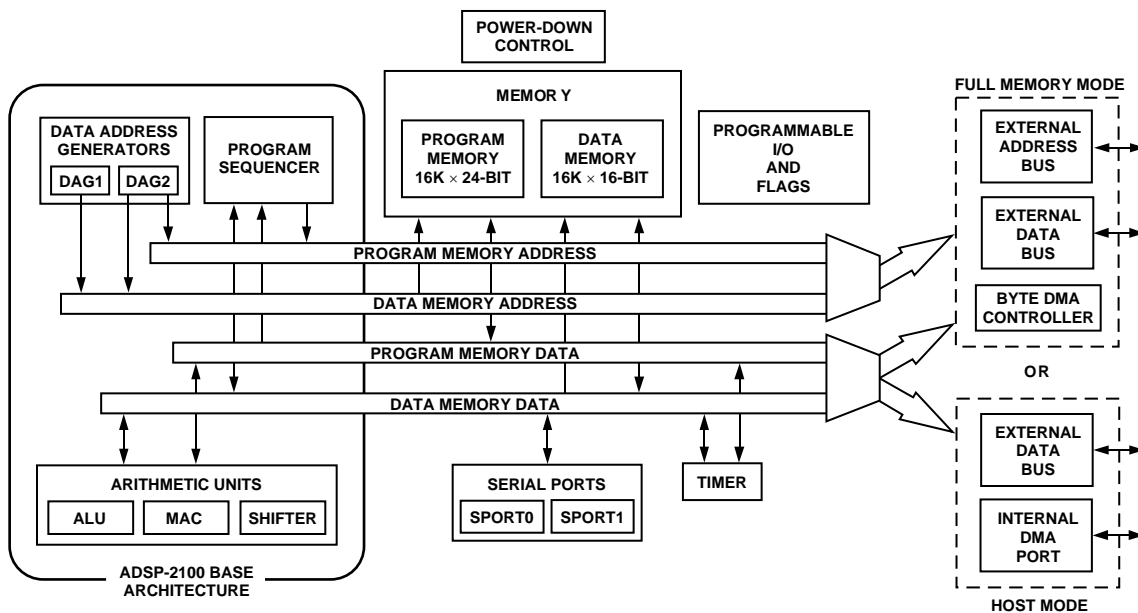 POWER-DOWN
CONTROL
MEMORY
PROGRAM
MEMORY
16K × 24-BIT
DATA
MEMORY
16K × 16-BIT
PROGRAMMABLE
I/O
AND
FLAGS
DATA ADDRESS
GENERATORS
DAG1
DAG2
PROGRAM
SEQUENCER
PROGRAM MEMORY ADDRESS
DATA MEMORY ADDRESS
PROGRAM MEMORY DATA
DATA MEMORY DATA
ARITHMETIC UNITS
ALU
MAC
SHIFTER
ADSP-2100 BASE
ARCHITECTURE
SERIAL PORTS
SPORT0
SPORT1
TIMER
FULL MEMORY MODE
EXTERNAL
ADDRESS
BUS
EXTERNAL
DATA
BUS
BYTE DMA
CONTROLLER
OR
EXTERNAL
DATA
BUS
INTERNAL
DMA
PORT
HOST MODE